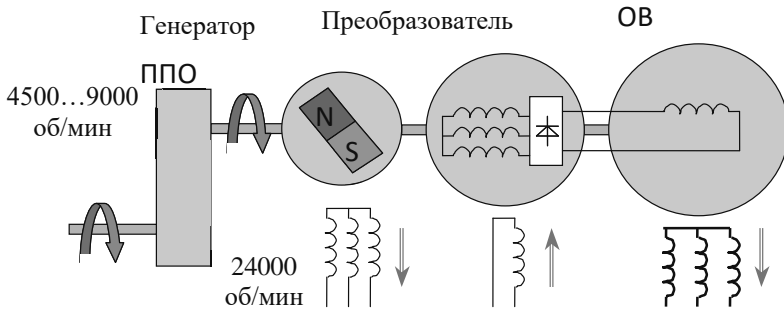 Генератор
Преобразователь
ОВ
ППО
4500...9000
об/мин
N
S
24000
об/мин